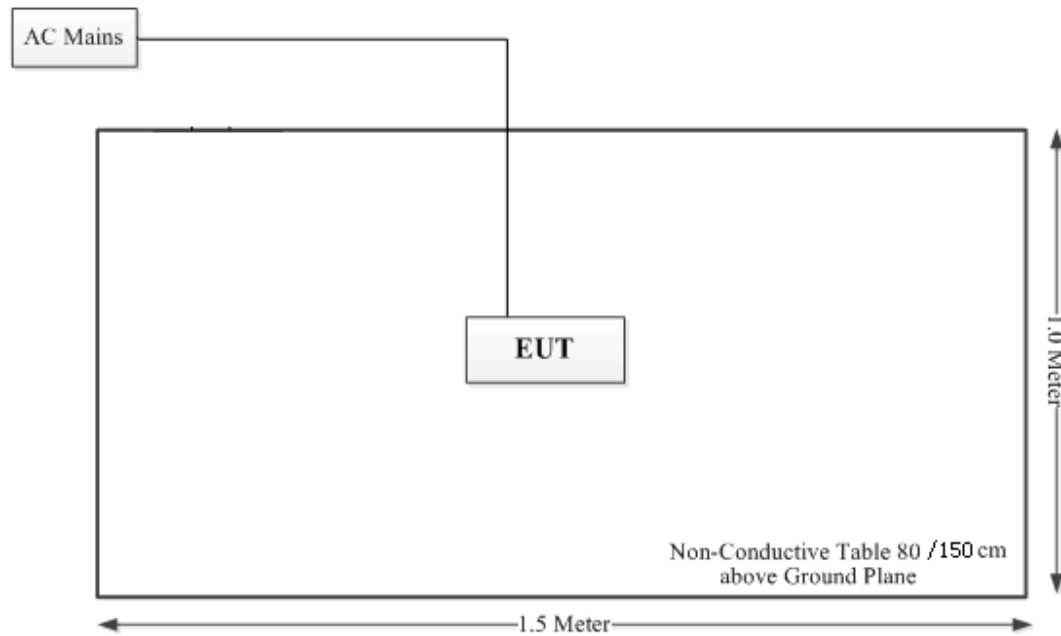 AC Mains
EUT
1.0 Meter
Non-Conductive Table 80 /150 cm
above Ground Plane
1.5 Meter